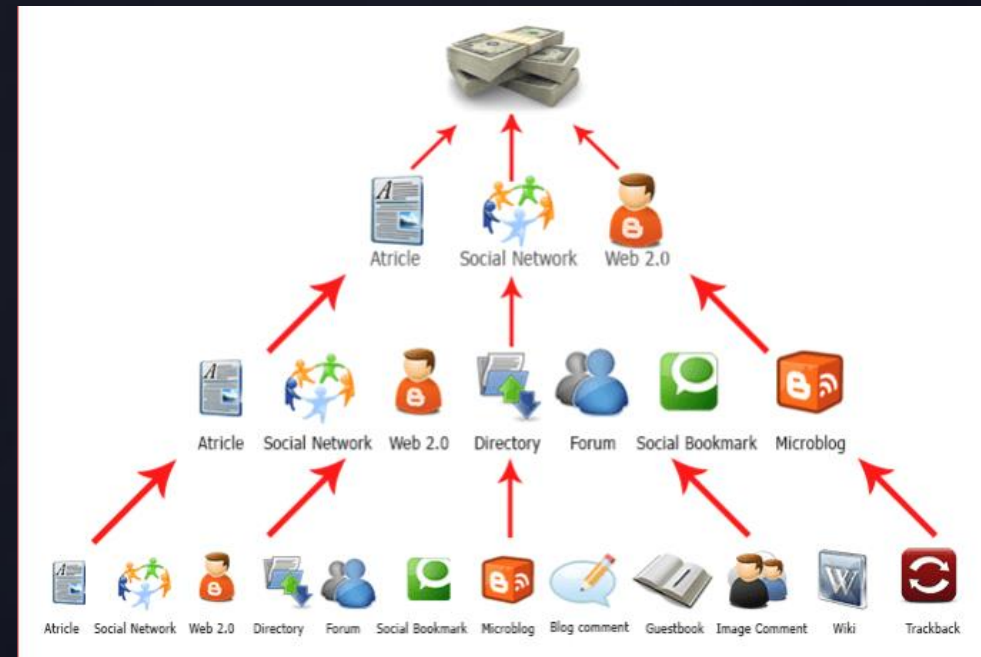 Atricle Social Network Web 2.0
Atricle Social Network Web 2.0 Directory Forum Social Bookmark Microblog
Atricle Social Network Web 2.0 Directory Forum Social Bookmark Microblog Blog comment Guestbook Image Comment Wiki Trackback